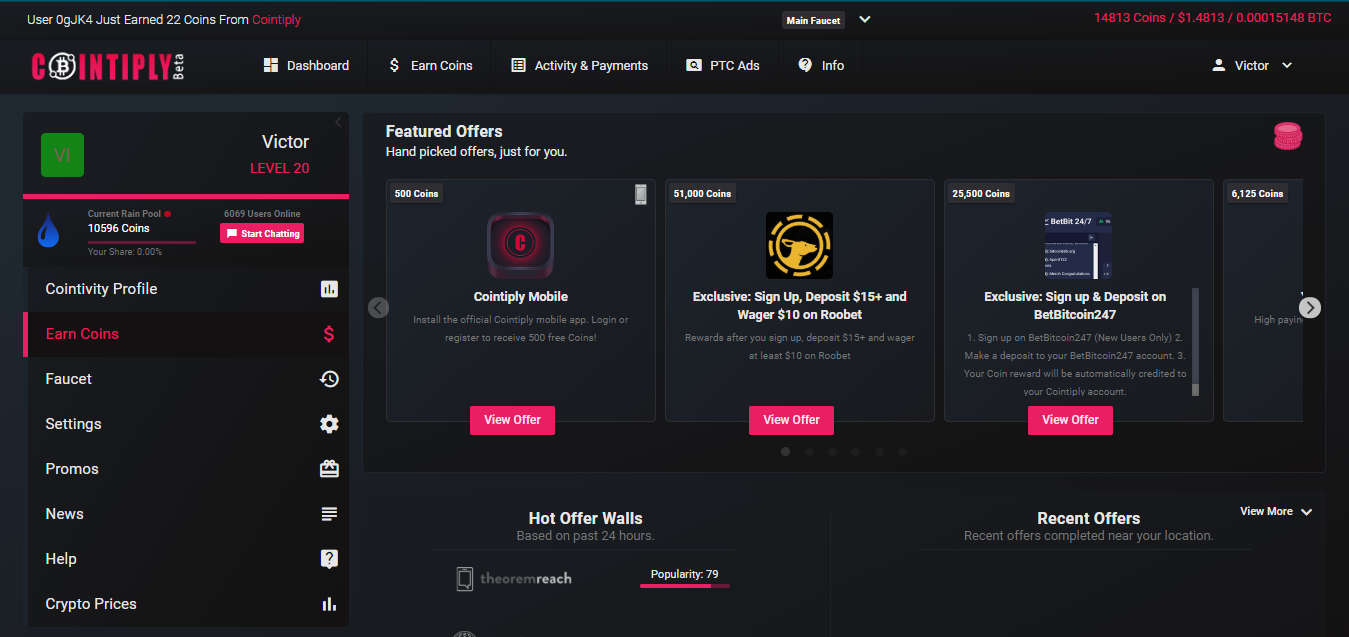 User 0gJK4 Just Earned 22 Coins From Cointiply
Main Faucet
14813 Coins / $1.4813 / 0.00015148 BTC
COINTIPLY Beta
Dashboard
Earn Coins
Activity & Payments
PTC Ads
Info
Victor
VI
Victor
LEVEL 20
Current Rain Pool
10596 Coins
Your Share: 0.00%
6069 Users Online
Start Chatting
Cointivity Profile
Earn Coins
Faucet
Settings
Promos
News
Help
Crypto Prices
Featured Offers
Hand picked offers, just for you.
500 Coins
Cointiply Mobile
Install the official Cointiply mobile app. Login or
register to receive 500 free Coins!
View Offer
51,000 Coins
Exclusive: Sign Up, Deposit $15+ and
Wager $10 on Roobet
Rewards after you sign up, deposit $15+ and wager
at least $10 on Roobet
View Offer
25,500 Coins
BetBit 24/7
Exclusive: Sign up & Deposit on
BetBitcoin247
1. Sign up on BetBitcoin247 (New Users Only) 2.
Make a deposit to your BetBitcoin247 account. 3.
Your Coin reward will be automatically credited to
your Cointiply account.
View Offer
6,125 Coins
High payin
Hot Offer Walls
Based on past 24 hours.
theoremreach
Popularity: 79
Recent Offers
Recent offers completed near your location.
View More